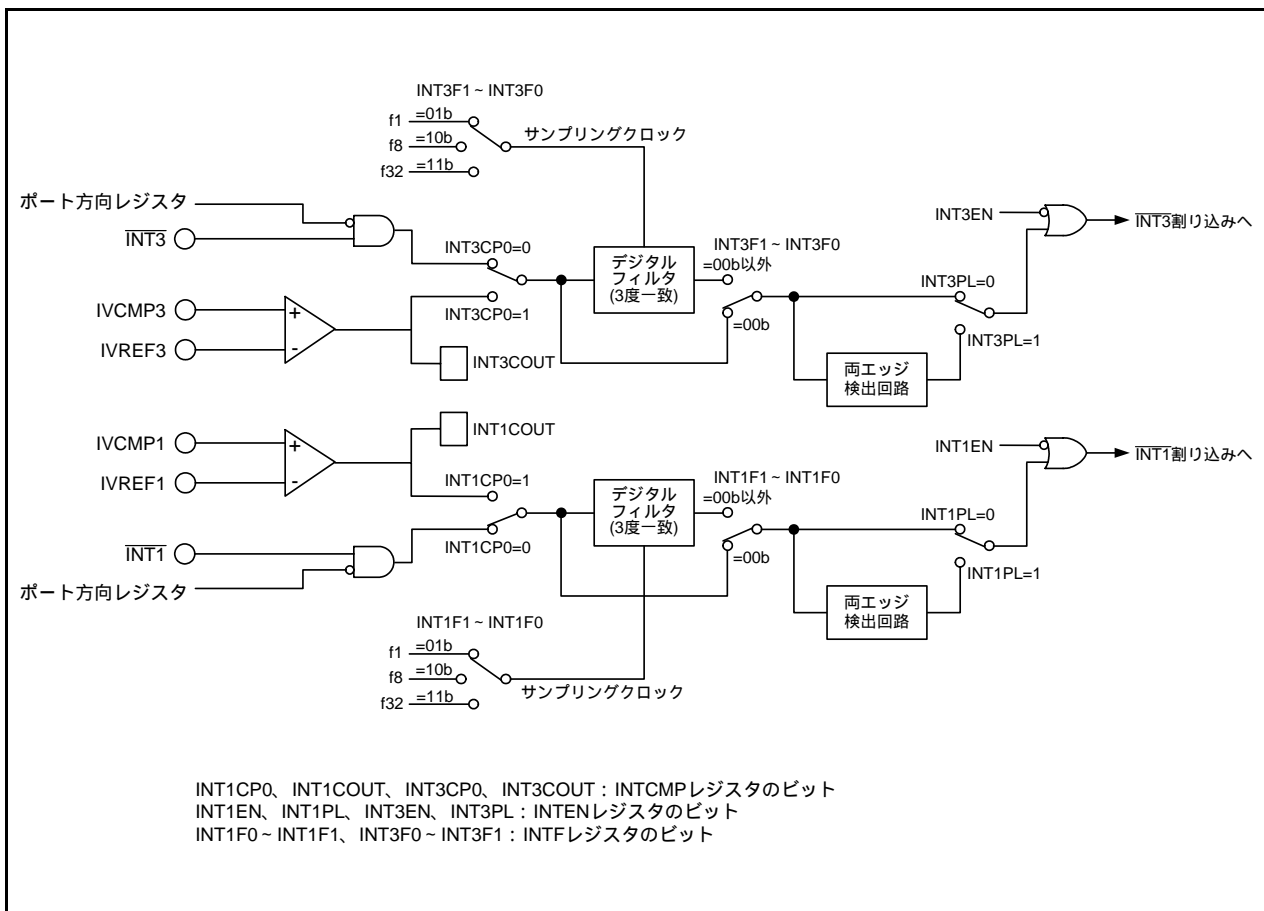 INT3F1 ~ INT3F0
f1 =01b
f8 =10b
f32 =11b
サンプリングクロック
ポート方向レジスタ
INT3
INT3CP0=0
デジタル
フィルタ
(3度一致)
INT3F1 ~ INT3F0
=00b以外
=00b
INT3EN
INT3割り込みへ
INT3PL=0
INT3PL=1
両エッジ
検出回路
IVCMP3
IVREF3
+
-
INT3CP0=1
INT3COUT
INT1COUT
IVCMP1
IVREF1
+
-
INT1CP0=1
INT1CP0=0
INT1
ポート方向レジスタ
デジタル
フィルタ
(3度一致)
INT1F1 ~ INT1F0
=00b以外
=00b
INT1EN
INT1割り込みへ
INT1PL=0
INT1PL=1
両エッジ
検出回路
INT1F1 ~ INT1F0
f1 =01b
f8 =10b
f32 =11b
サンプリングクロック
INT1CP0、INT1COUT、INT3CP0、INT3COUT : INTCMPレジスタのビット
INT1EN、INT1PL、INT3EN、INT3PL : INTENレジスタのビット
INT1F0 ~ INT1F1、INT3F0 ~ INT3F1 : INTFレジスタのビット